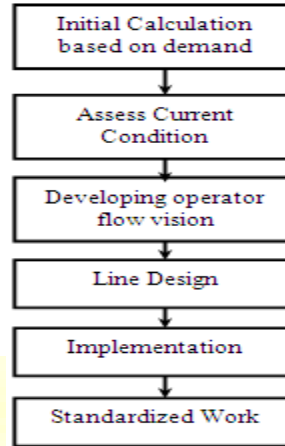 Initial Calculation
based on demand
Assess Current
Condition
Developing operator
flow vision
Line Design
Implementation
Standardized Work